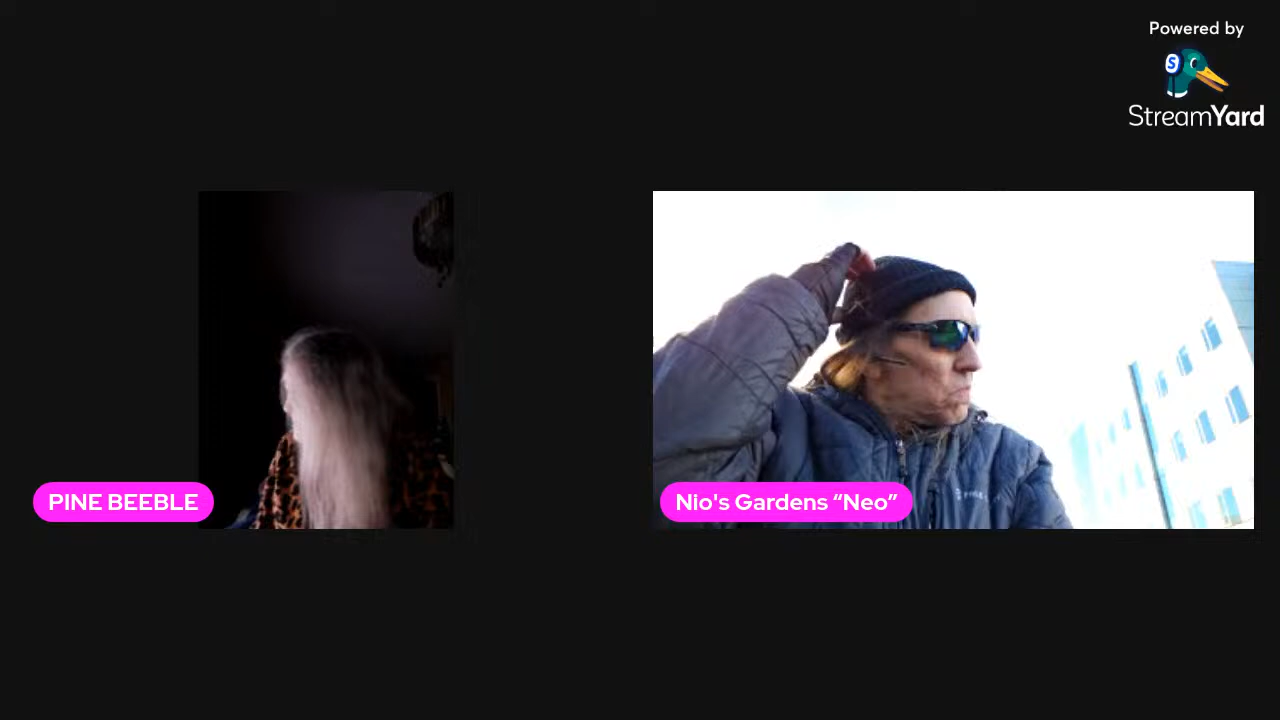 Powered by
S
StreamYard
PINE BEEBLE
Nio's Gardens “Neo”